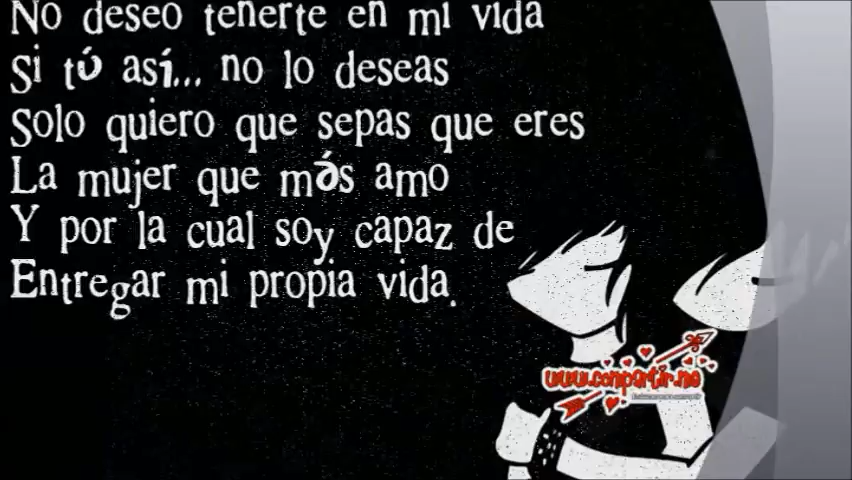 No deseo tenerte en mi vida
Si tú así... no lo deseas
Solo quiero que sepas que eres
La mujer que más amo
Y por la cual soy capaz de
Entregar mi propia vida.
www.compartir.me